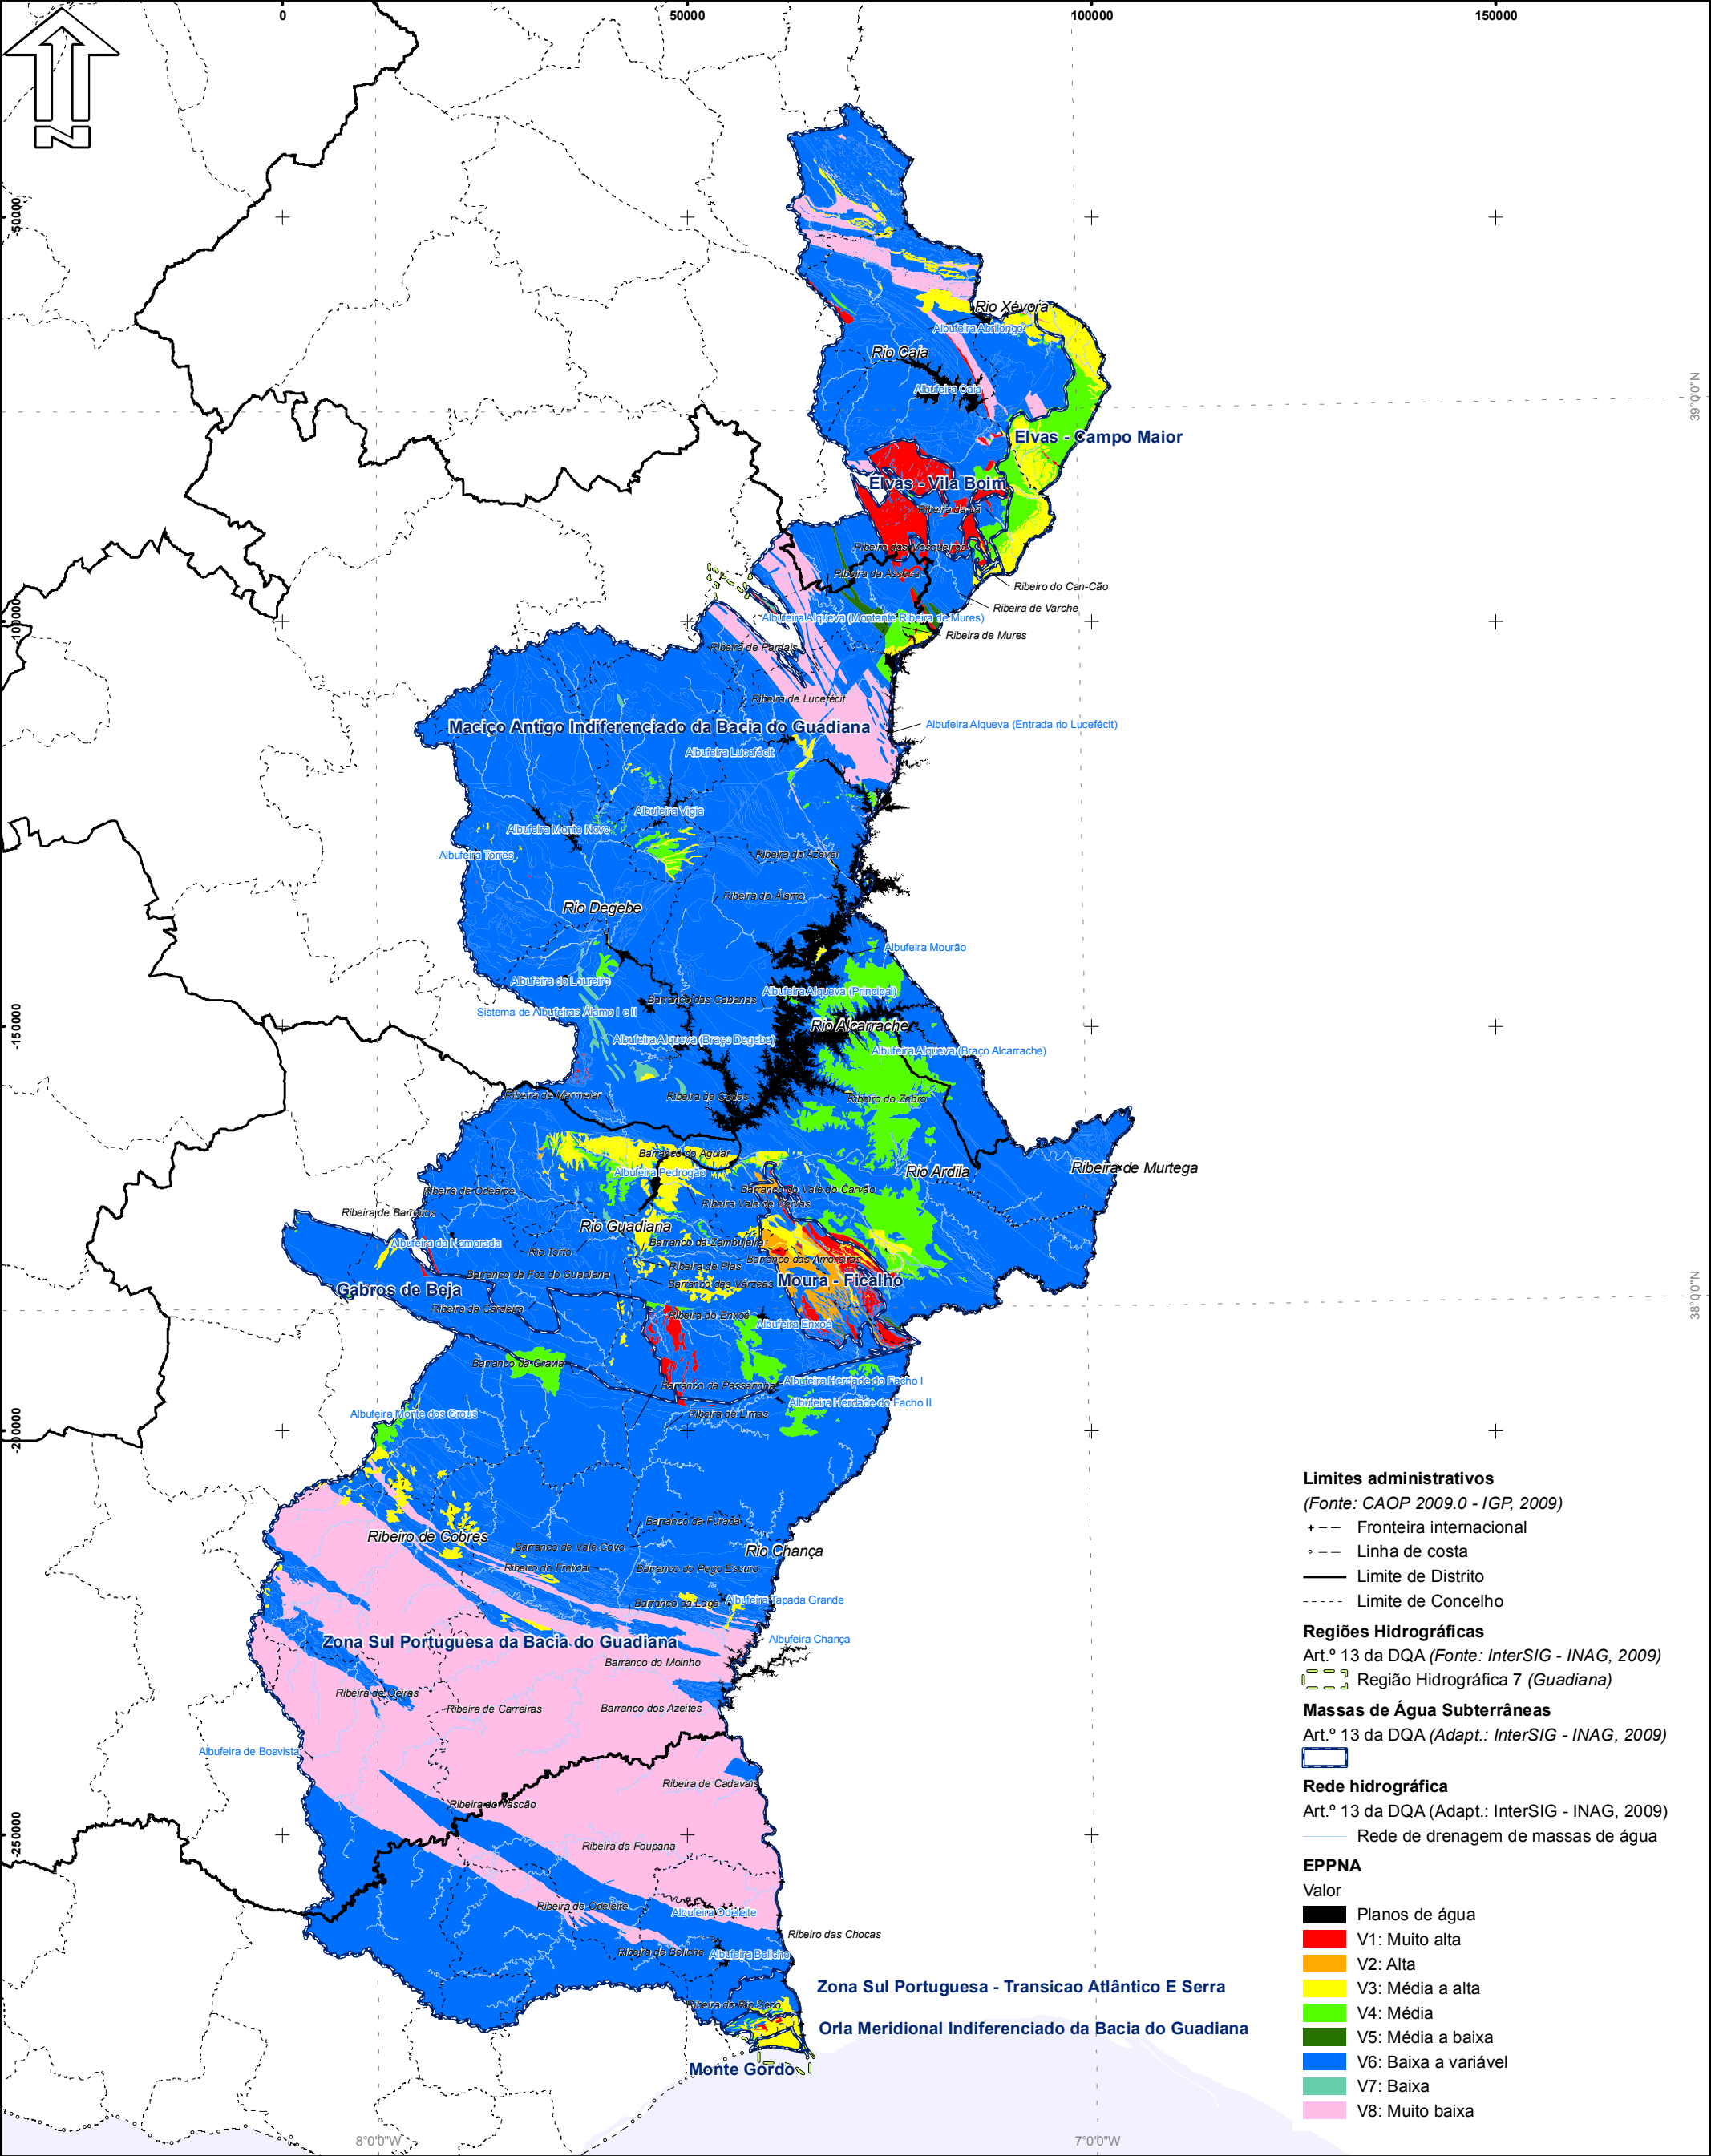 0
50000
100000
150000
-50000
-100000
-150000
-200000
-250000
39°0'0"N
38°0'0"N
8°0'0"W
7°0'0"W
N
Rio Xévora
Albufeira Abrilongo
Rio Caia
Albufeira Caia
Elvas - Campo Maior
Elvas - Vila Boim
Ribeira da Lã
Ribeiro dos Mosqueiros
Ribeira da Asseca
Ribeiro do Can-Cão
Ribeira de Varche
Albufeira Alqueva (Montante Ribeira de Mures)
Ribeira de Mures
Ribeira de Pardais
Ribeira de Lucefécit
Albufeira Alqueva (Entrada rio Lucefécit)
Maciço Antigo Indiferenciado da Bacia do Guadiana
Albufeira Lucefécit
Albufeira Vigia
Albufeira Monte Novo
Albufeira Torres
Ribeira do Azevel
Ribeira do Álamo
Rio Degebe
Albufeira Mourão
Albufeira do Loureiro
Albufeira Alqueva (Principal)
Barranco das Cabanas
Sistema de Albufeiras Álamo I e II
Rio Alcarrache
Albufeira Alqueva (Braço Degebe)
Albufeira Alqueva (Braço Alcarrache)
Ribeira de Marmelar
Ribeira de Codes
Ribeiro do Zebro
Barranco do Aguiar
Albufeira Pedrogão
Rio Ardila
Ribeira de Murtega
Ribeira de Odearce
Barranco do Vale do Carvão
Ribeira Vale de Cervas
Ribeira de Barreiros
Rio Guadiana
Albufeira da Namorada
Barranco da Zambujeira
Rio Torto
Barranco das Amoreiras
Ribeira de Pias
Barranco da Foz do Guadiana
Moura - Ficalho
Barranco das Várzeas
Gabros de Beja
Ribeira da Cardeira
Ribeira do Enxoé
Albufeira Enxoé
Barranco da Gravia
Albufeira Herdade do Facho I
Barranco da Passarinha
Albufeira Herdade do Facho II
Albufeira Monte dos Grous
Ribeira de Limas
Barranco da Furada
Ribeiro de Cobres
Barranco de Vale Covo
Rio Chança
Ribeiro do Freixial
Barranco do Pego Escuro
Barranco da Lage
Albufeira Tapada Grande
Zona Sul Portuguesa da Bacia do Guadiana
Albufeira Chança
Barranco do Moinho
Ribeira de Oeiras
Ribeira de Carreiras
Barranco dos Azeites
Albufeira de Boavista
Ribeira de Cadavais
Ribeira do Vascão
Ribeira da Foupana
Ribeira de Odeleite
Albufeira Odeleite
Ribeiro das Chocas
Ribeira de Beliche
Albufeira Beliche
Zona Sul Portuguesa - Transicao Atlântico E Serra
Ribeira do Rio Seco
Orla Meridional Indiferenciado da Bacia do Guadiana
Monte Gordo
Limites administrativos
(Fonte: CAOP 2009.0 - IGP, 2009)
Fronteira internacional
Linha de costa
Limite de Distrito
Limite de Concelho
Regiões Hidrográficas
Art.º 13 da DQA (Fonte: InterSIG - INAG, 2009)
Região Hidrográfica 7 (Guadiana)
Massas de Água Subterrâneas
Art.º 13 da DQA (Adapt.: InterSIG - INAG, 2009)
Rede hidrográfica
Art.º 13 da DQA (Adapt.: InterSIG - INAG, 2009)
Rede de drenagem de massas de água
EPPNA
Valor
Planos de água
V1: Muito alta
V2: Alta
V3: Média a alta
V4: Média
V5: Média a baixa
V6: Baixa a variável
V7: Baixa
V8: Muito baixa